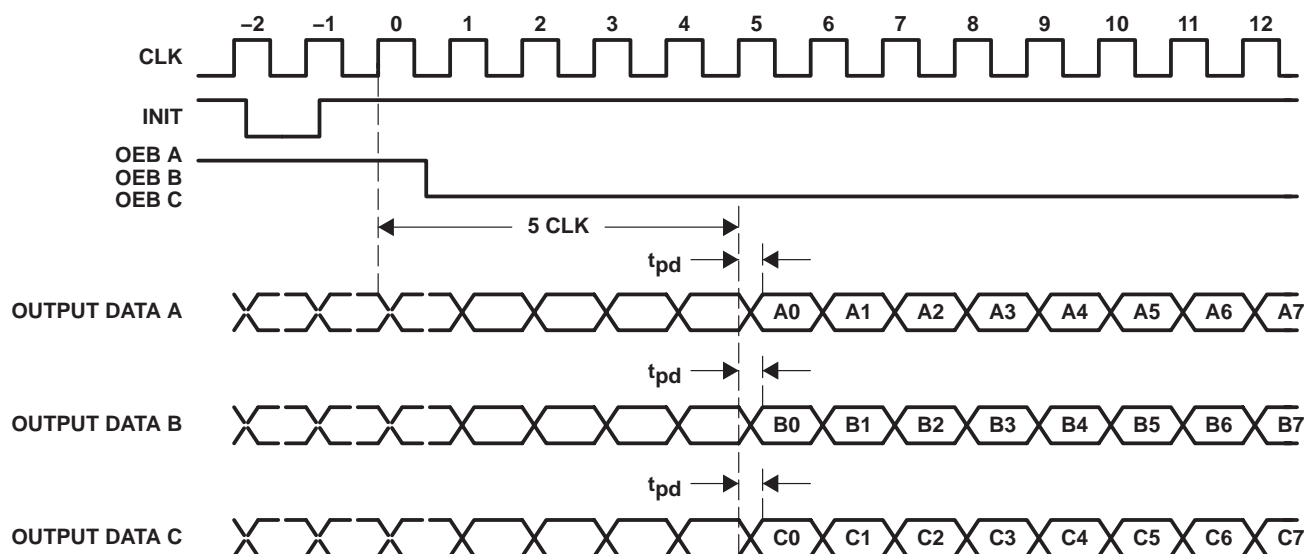 –2 –1 0 1 2 3 4 5 6 7 8 9 10 11 12
CLK
INIT
OEB A
OEB B
OEB C
5 CLK
tpd
OUTPUT DATA A A0 A1 A2 A3 A4 A5 A6 A7
tpd
OUTPUT DATA B B0 B1 B2 B3 B4 B5 B6 B7
tpd
OUTPUT DATA C C0 C1 C2 C3 C4 C5 C6 C7